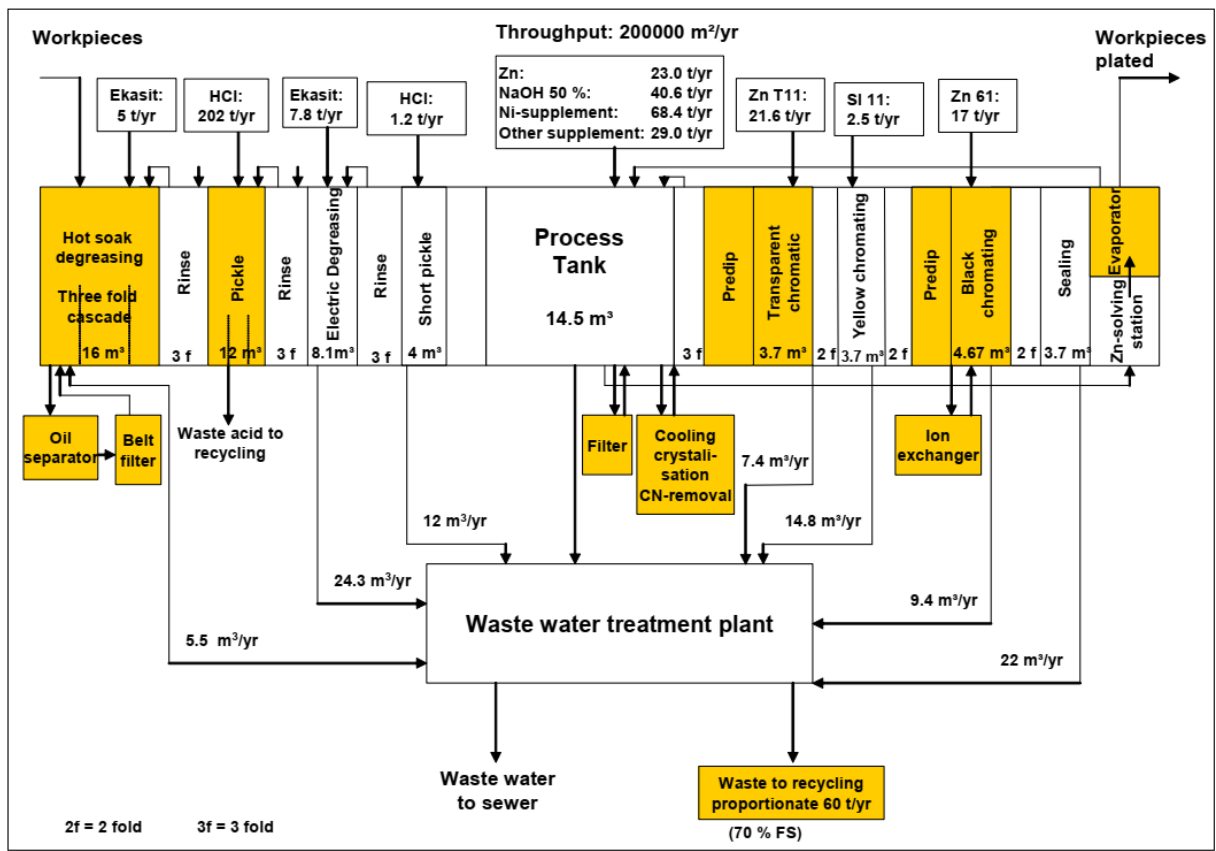 Workpieces
Throughput: 200000 m²/yr
Workpieces
plated
Ekasit:
5 t/yr
HCl:
202 t/yr
Ekasit:
7.8 t/yr
HCl:
1.2 t/yr
Zn: 23.0 t/yr
NaOH 50 %: 40.6 t/yr
Ni-supplement: 68.4 t/yr
Other supplement: 29.0 t/yr
Zn T11:
21.6 t/yr
SI 11:
2.5 t/yr
Zn 61:
17 t/yr
Hot soak
degreasing
Three fold
cascade
16 m³
Rinse
3 f
Pickle
12 m³
Rinse
3 f
Electric Degreasing
8.1m³
Rinse
3 f
Short pickle
4 m³
Process
Tank
14.5 m³
3 f
Predip
Transparent
chromatic
3.7 m³
2 f
Yellow chromating
3.7 m³
2 f
Predip
Black
chromating
4.67 m³
2 f
Sealing
3.7 m³
Evaporator
Zn-solving
station
Oil
separator
Belt
filter
Waste acid to
recycling
Filter
Cooling
crystali-
sation
CN-removal
Ion
exchanger
7.4 m³/yr
12 m³/yr
14.8 m³/yr
24.3 m³/yr
9.4 m³/yr
Waste water treatment plant
5.5 m³/yr
22 m³/yr
Waste water
to sewer
Waste to recycling
proportionate 60 t/yr
(70 % FS)
2f = 2 fold
3f = 3 fold